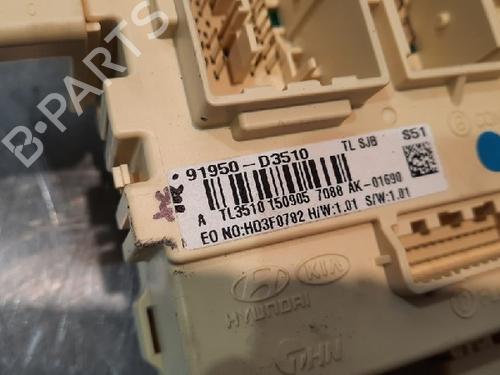 B-PARTS
91950-D3510 TL SJB S51
A TL3510 150905 7088 AK-01690
EO NO:HO3F0782 H/W:1.01 S/W:1.01
HYUNDAI KIA